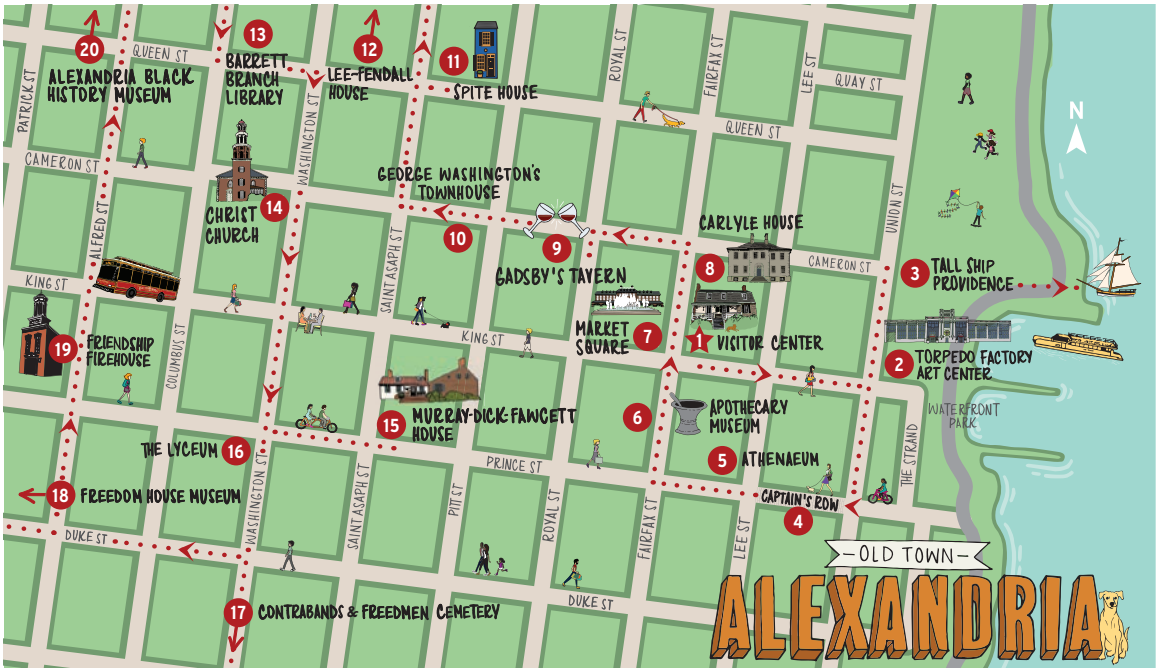 20
ALEXANDRIA BLACK
HISTORY MUSEUM
QUEEN ST
13
BARRETT
BRANCH
LIBRARY
12
LEE-FENDALL
HOUSE
11
SPITE HOUSE
ROYAL ST
FAIRFAX ST
LEE ST
QUAY ST
QUEEN ST
N
PATRICK ST
CAMERON ST
WASHINGTON ST
ALFRED ST
CHRIST
CHURCH
14
GEORGE WASHINGTON'S
TOWNHOUSE
10
SAINT ASAPH ST
9
GADSBY'S TAVERN
CARLYLE HOUSE
8
CAMERON ST
UNION ST
3
TALL SHIP
PROVIDENCE
KING ST
19
FRIENDSHIP
FIREHOUSE
COLUMBUS ST
KING ST
MARKET
SQUARE
7
1
VISITOR CENTER
2
TORPEDO FACTORY
ART CENTER
WATERFRONT
PARK
15
MURRAY-DICK-FAWCETT
HOUSE
6
APOTHECARY
MUSEUM
THE LYCEUM
16
PRINCE ST
5
ATHENAEUM
THE STRAND
18
FREEDOM HOUSE MUSEUM
WASHINGTON ST
SAINT ASAPH ST
PITT ST
ROYAL ST
FAIRFAX ST
LEE ST
CAPTAIN'S ROW
4
DUKE ST
DUKE ST
17
CONTRABANDS & FREEDMEN CEMETERY
OLD TOWN
ALEXANDRIA